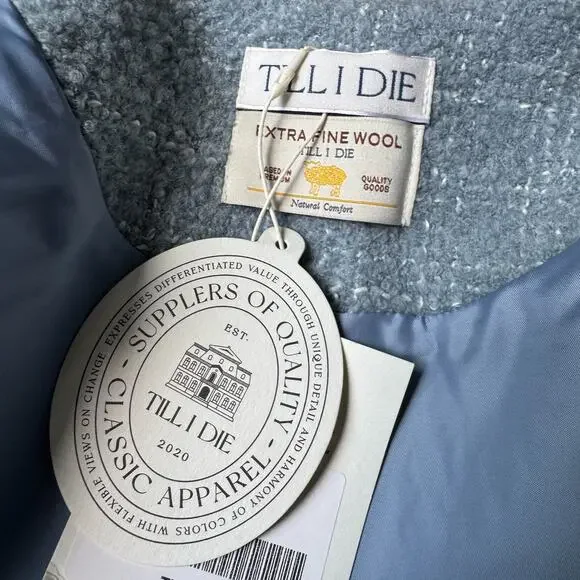 TILL I DIE
EXTRA FINE WOOL
TILL I DIE
QUALITY
GOODS
Natural Comfort
SUPPLERS OF QUALITY
EST.
TILL I DIE
2020
- CLASSIC APPAREL -
WITH FLEXIBLE VIEWS ON CHANGE EXPRESSES DIFFERENTIATED VALUE THROUGH UNIQUE DETAIL AND HARMONY OF COLORS